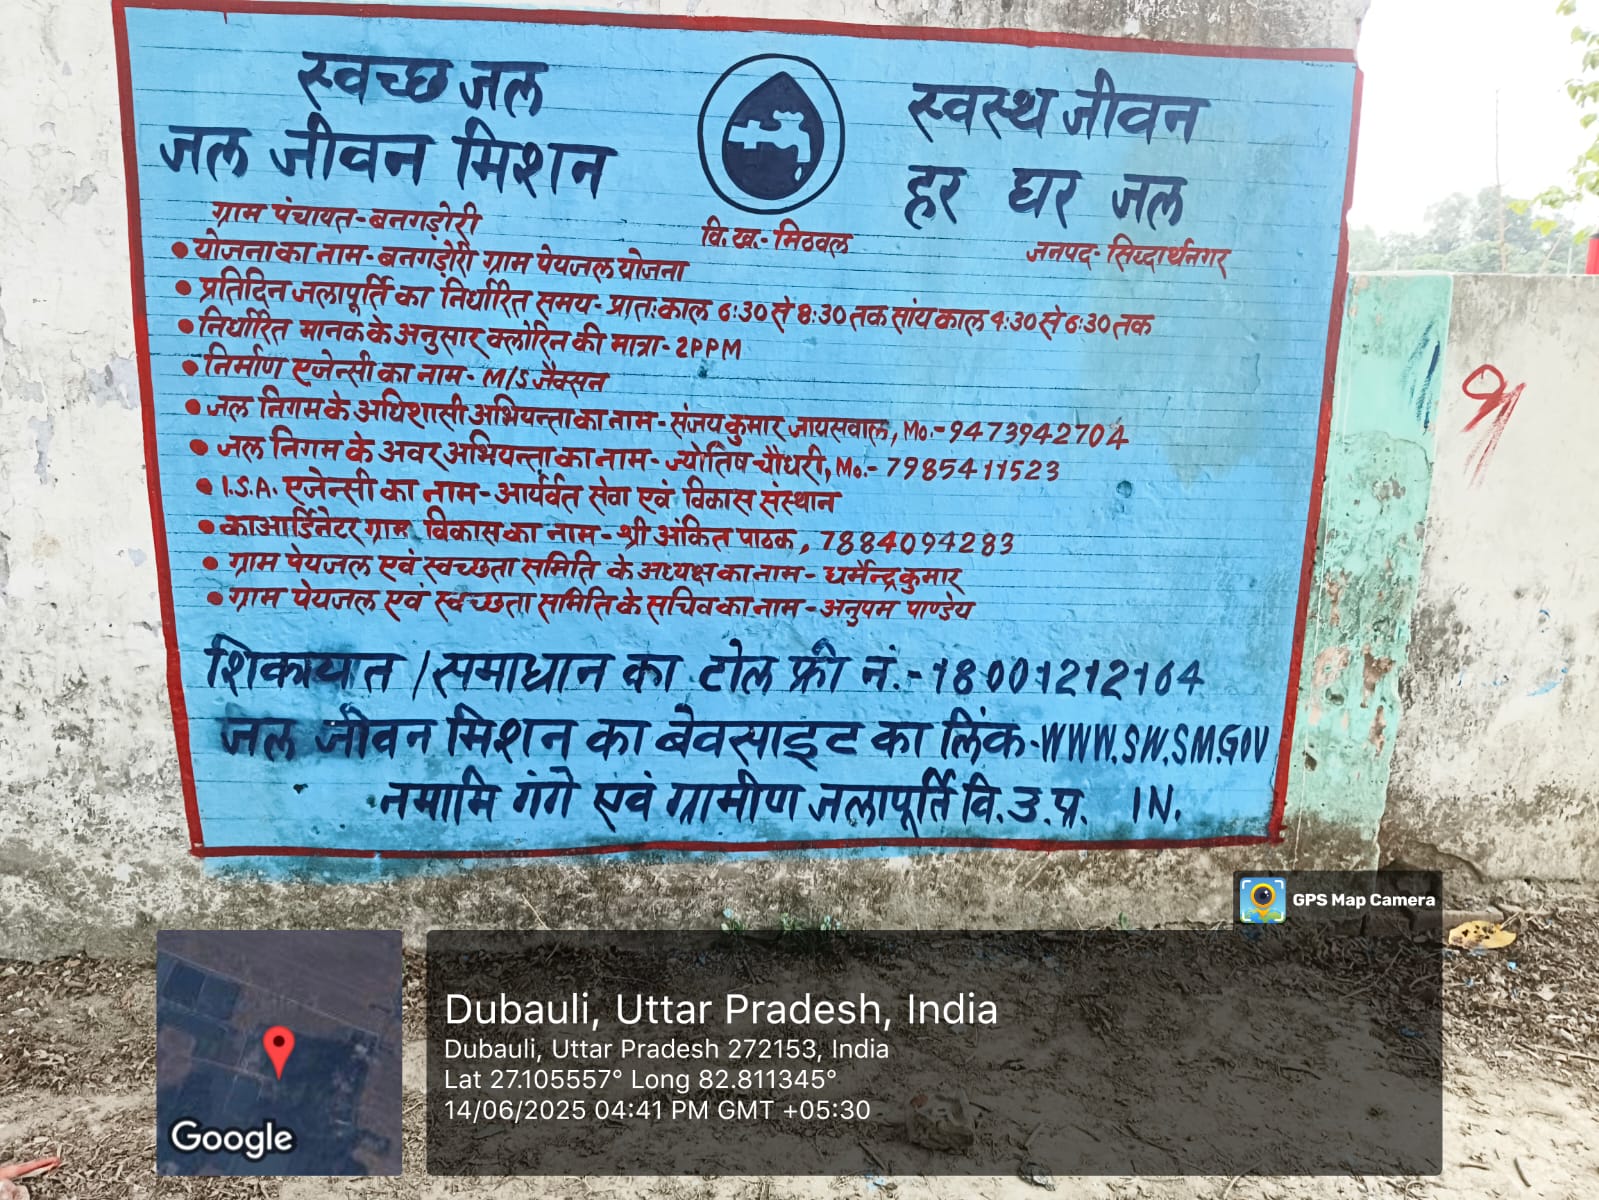 स्वच्छ जल
जल जीवन मिशन
स्वस्थ जीवन
हर घर जल
ग्राम पंचायत-बनगड़ोरी
वि.ख.- मिठवल
जनपद- सिद्धार्थनगर
• योजना का नाम- बनगड़ोरी ग्राम पेयजल योजना
• प्रतिदिन जलापूर्ति का निर्धारित समय- प्रातःकाल 6:30 से 8:30 तक सांय काल 4:30 से 6:30 तक
• निर्धारित मानक के अनुसार क्लोरिन की मात्रा- 2PPM
• निर्माण एजेन्सी का नाम- M/S जैक्सन
• जल निगम के अधिशासी अभियन्ता का नाम- संजय कुमार जायसवाल, Mo.- 9473942704
• जल निगम के अवर अभियन्ता का नाम- ज्योतिष चौधरी, Mo.- 7985411523
• I.S.A. एजेन्सी का नाम- आर्यर्वत सेवा एवं विकास संस्थान
• काआर्डिनेटर ग्राम विकास का नाम- श्री अंकित पाठक, 7884094283
• ग्राम पेयजल एवं स्वच्छता समिति के अध्यक्ष का नाम- धर्मेन्द्र कुमार
• ग्राम पेयजल एवं स्वच्छता समिति के सचिव का नाम- अनुपम पाण्डेय
शिकायात /समाधान का टोल फ्री नं.- 18001212164
जल जीवन मिशन का बेवसाइट का लिंक-WWW.SW.SM.GOV
नमामि गंगे एवं ग्रामीण जलापूर्ति वि. उ. प्र. IN.
GPS Map Camera
Dubauli, Uttar Pradesh, India
Dubauli, Uttar Pradesh 272153, India
Lat 27.105557° Long 82.811345°
14/06/2025 04:41 PM GMT +05:30
Google